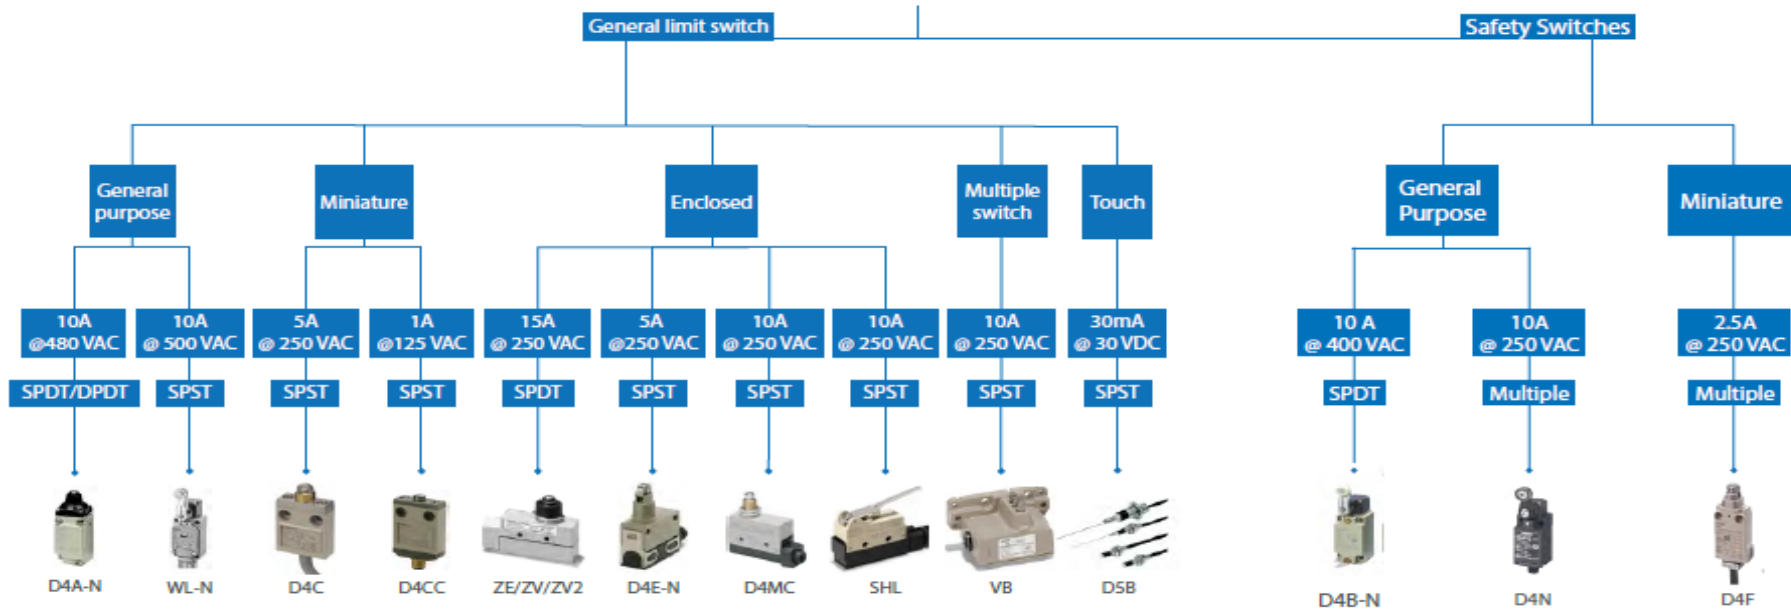 General limit switch
Safety Switches
General
purpose
Miniature
Enclosed
Multiple
switch
Touch
General
Purpose
Miniature
10A
@480 VAC
10A
@ 500 VAC
5A
@ 250 VAC
1A
@125 VAC
15A
@ 250 VAC
5A
@250 VAC
10A
@ 250 VAC
10A
@ 250 VAC
10A
@ 250 VAC
30mA
@ 30 VDC
10 A
@ 400 VAC
10A
@ 250 VAC
2.5A
@ 250 VAC
SPDT/DPDT
SPST
SPST
SPST
SPDT
SPST
SPST
SPST
SPST
SPST
SPDT
Multiple
Multiple
D4A-N
WL-N
D4C
D4CC
ZE/ZV/ZV2
D4E-N
D4MC
SHL
VB
D5B
D4B-N
D4N
D4F